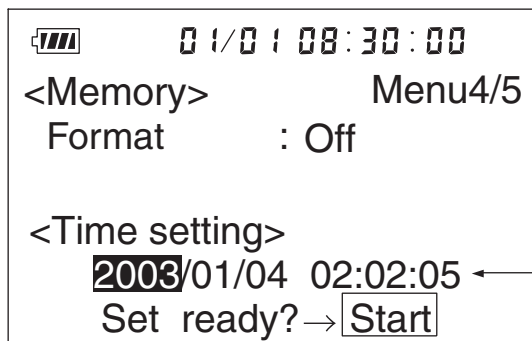 01/01 08:30:00
<Memory> Menu4/5
Format : Off
<Time setting>
2003/01/04 02:02:05
Set ready?→Start